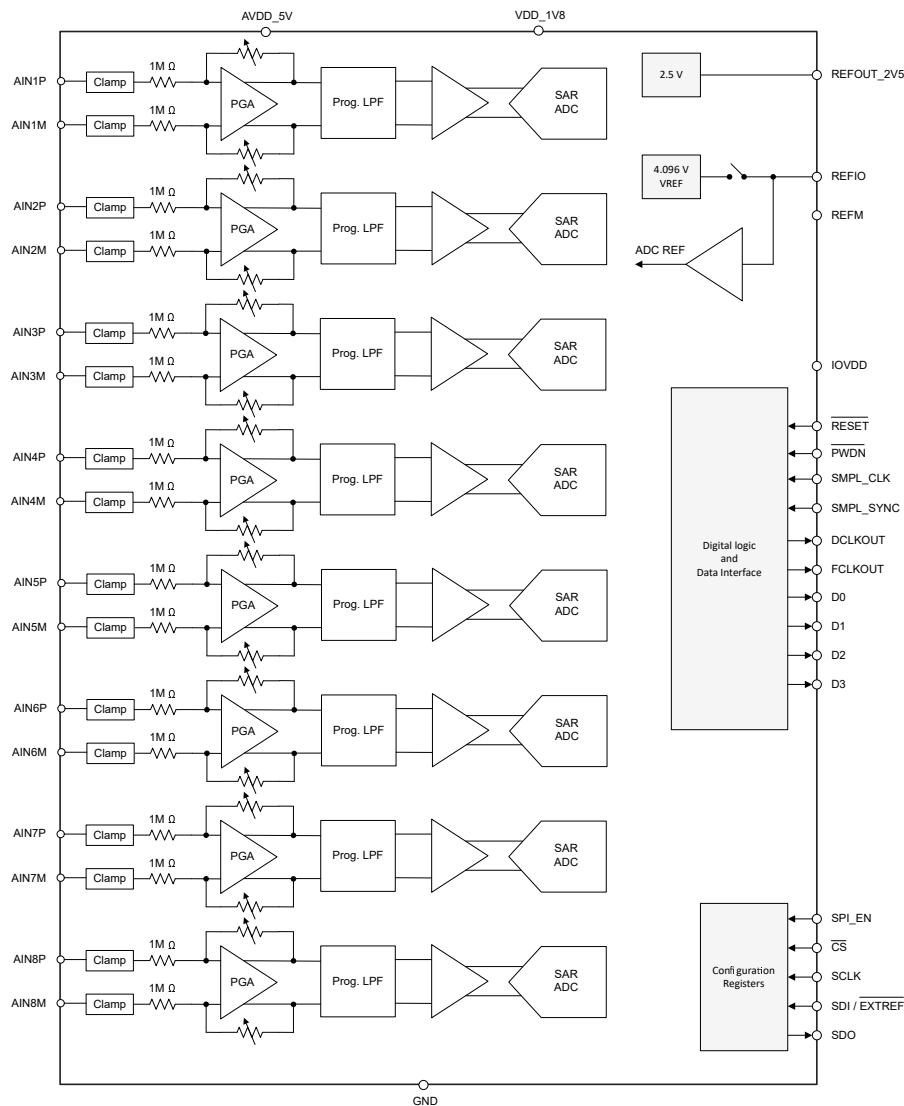 AVDD_5V
VDD_1V8
AIN1P
Clamp
1M Ω
AIN1M
Clamp
1M Ω
PGA
Prog. LPF
SAR
ADC
AIN2P
Clamp
1M Ω
AIN2M
Clamp
1M Ω
PGA
Prog. LPF
SAR
ADC
AIN3P
Clamp
1M Ω
AIN3M
Clamp
1M Ω
PGA
Prog. LPF
SAR
ADC
AIN4P
Clamp
1M Ω
AIN4M
Clamp
1M Ω
PGA
Prog. LPF
SAR
ADC
AIN5P
Clamp
1M Ω
AIN5M
Clamp
1M Ω
PGA
Prog. LPF
SAR
ADC
AIN6P
Clamp
1M Ω
AIN6M
Clamp
1M Ω
PGA
Prog. LPF
SAR
ADC
AIN7P
Clamp
1M Ω
AIN7M
Clamp
1M Ω
PGA
Prog. LPF
SAR
ADC
AIN8P
Clamp
1M Ω
AIN8M
Clamp
1M Ω
PGA
Prog. LPF
SAR
ADC
2.5 V
REFOUT_2V5
4.096 V
VREF
REFIO
REFM
ADC REF
IOVDD
Digital logic
and
Data Interface
RESET
PWDN
SMPL_CLK
SMPL_SYNC
DCLKOUT
FCLKOUT
D0
D1
D2
D3
Configuration
Registers
SPI_EN
CS
SCLK
SDI / EXTREF
SDO
GND